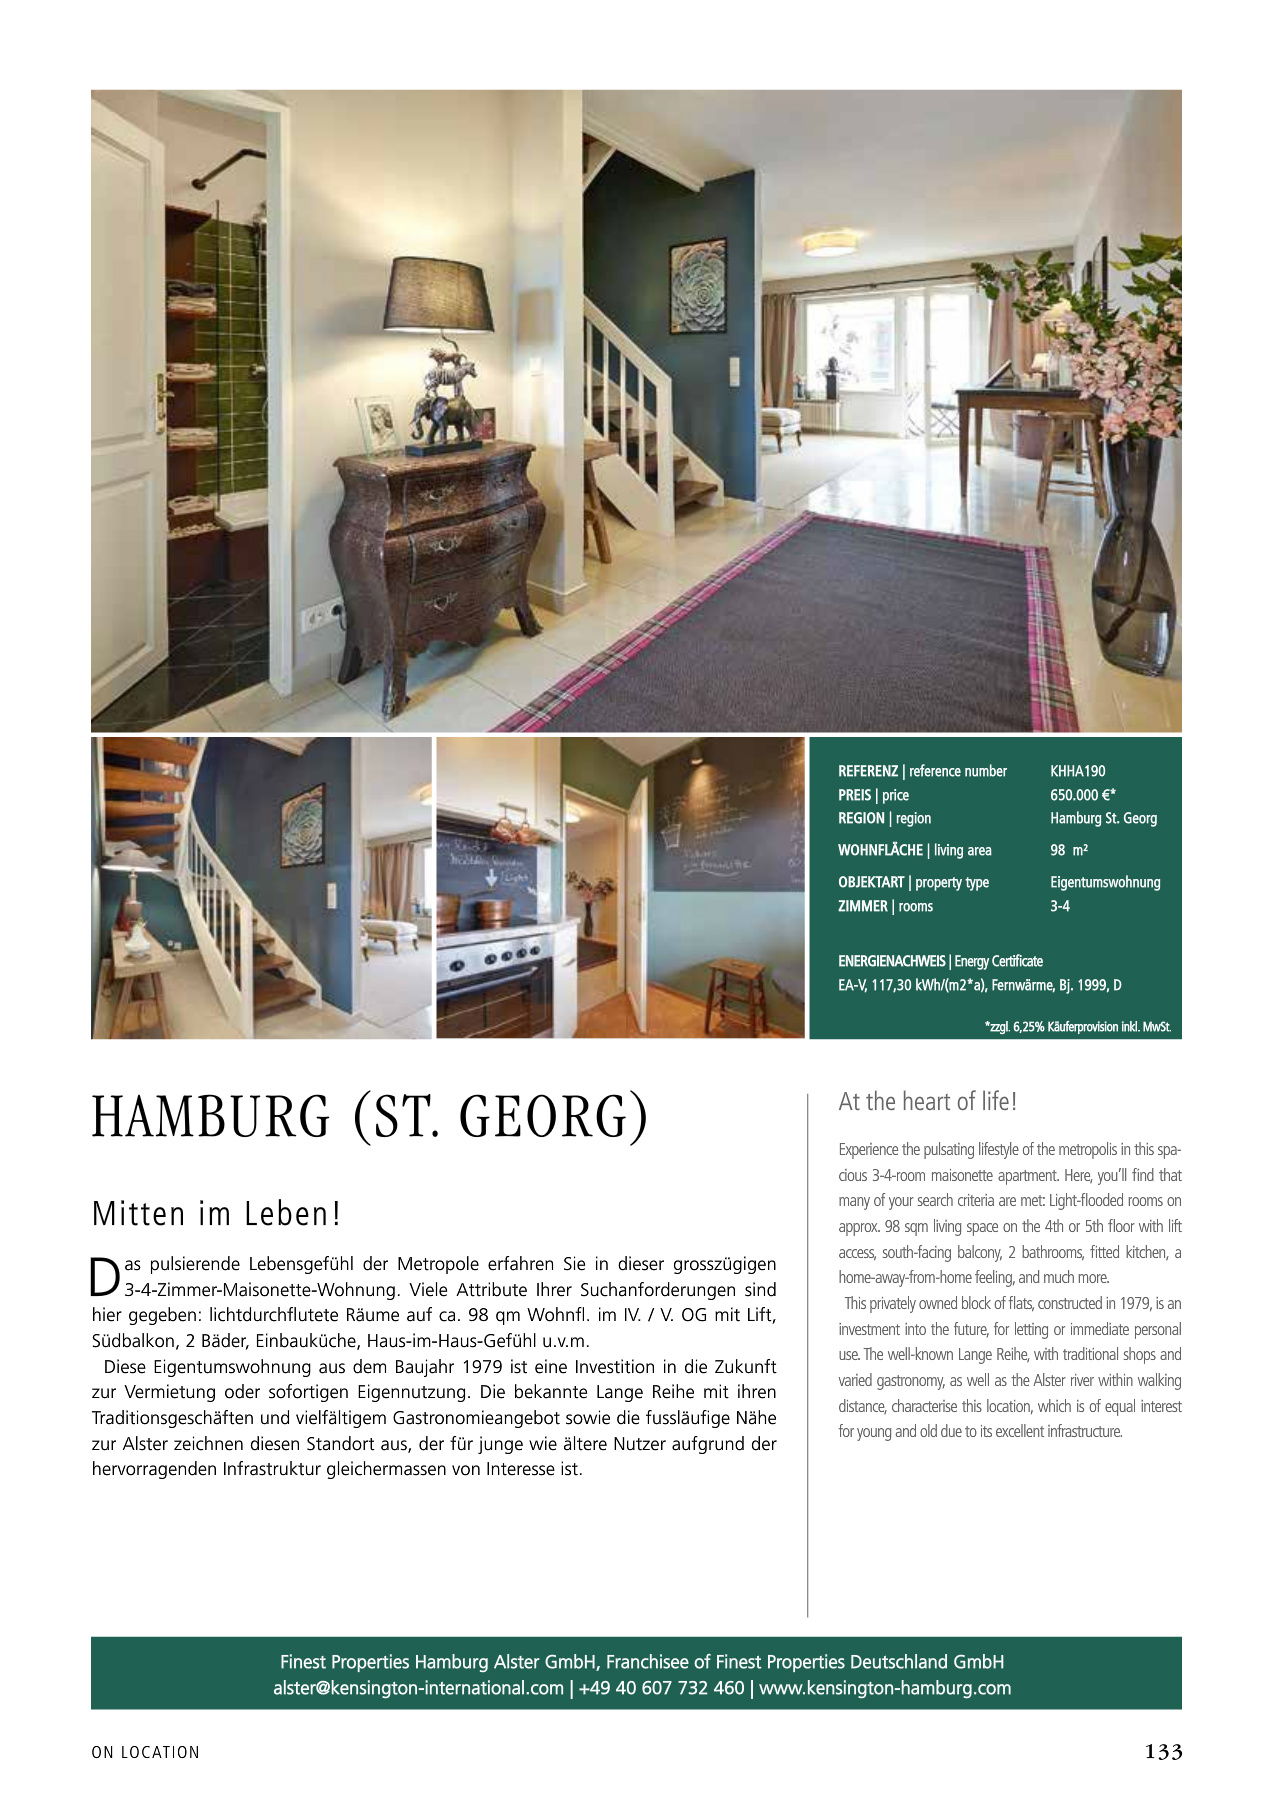 REFERENZ | reference number KHHA190
PREIS | price 650.000 €*
REGION | region Hamburg St. Georg
WOHNFLÄCHE | living area 98 m²
OBJEKTART | property type Eigentumswohnung
ZIMMER | rooms 3-4
ENERGIENACHWEIS | Energy Certificate
EA-V, 117,30 kWh/(m2*a), Fernwärme, Bj. 1999, D
*zzgl. 6,25% Käuferprovision inkl. MwSt.
HAMBURG (ST. GEORG)
Mitten im Leben!
Das pulsierende Lebensgefühl der Metropole erfahren Sie in dieser grosszügigen
3-4-Zimmer-Maisonette-Wohnung. Viele Attribute Ihrer Suchanforderungen sind
hier gegeben: lichtdurchflutete Räume auf ca. 98 qm Wohnfl. im IV. / V. OG mit Lift,
Südbalkon, 2 Bäder, Einbauküche, Haus-im-Haus-Gefühl u.v.m.
Diese Eigentumswohnung aus dem Baujahr 1979 ist eine Investition in die Zukunft
zur Vermietung oder sofortigen Eigennutzung. Die bekannte Lange Reihe mit ihren
Traditionsgeschäften und vielfältigem Gastronomieangebot sowie die fussläufige Nähe
zur Alster zeichnen diesen Standort aus, der für junge wie ältere Nutzer aufgrund der
hervorragenden Infrastruktur gleichermassen von Interesse ist.
At the heart of life!
Experience the pulsating lifestyle of the metropolis in this spa-
cious 3-4-room maisonette apartment. Here, you'll find that
many of your search criteria are met: Light-flooded rooms on
approx. 98 sqm living space on the 4th or 5th floor with lift
access, south-facing balcony, 2 bathrooms, fitted kitchen, a
home-away-from-home feeling, and much more.
This privately owned block of flats, constructed in 1979, is an
investment into the future, for letting or immediate personal
use. The well-known Lange Reihe, with traditional shops and
varied gastronomy, as well as the Alster river within walking
distance, characterise this location, which is of equal interest
for young and old due to its excellent infrastructure.
Finest Properties Hamburg Alster GmbH, Franchisee of Finest Properties Deutschland GmbH
alster@kensington-international.com | +49 40 607 732 460 | www.kensington-hamburg.com
ON LOCATION 133